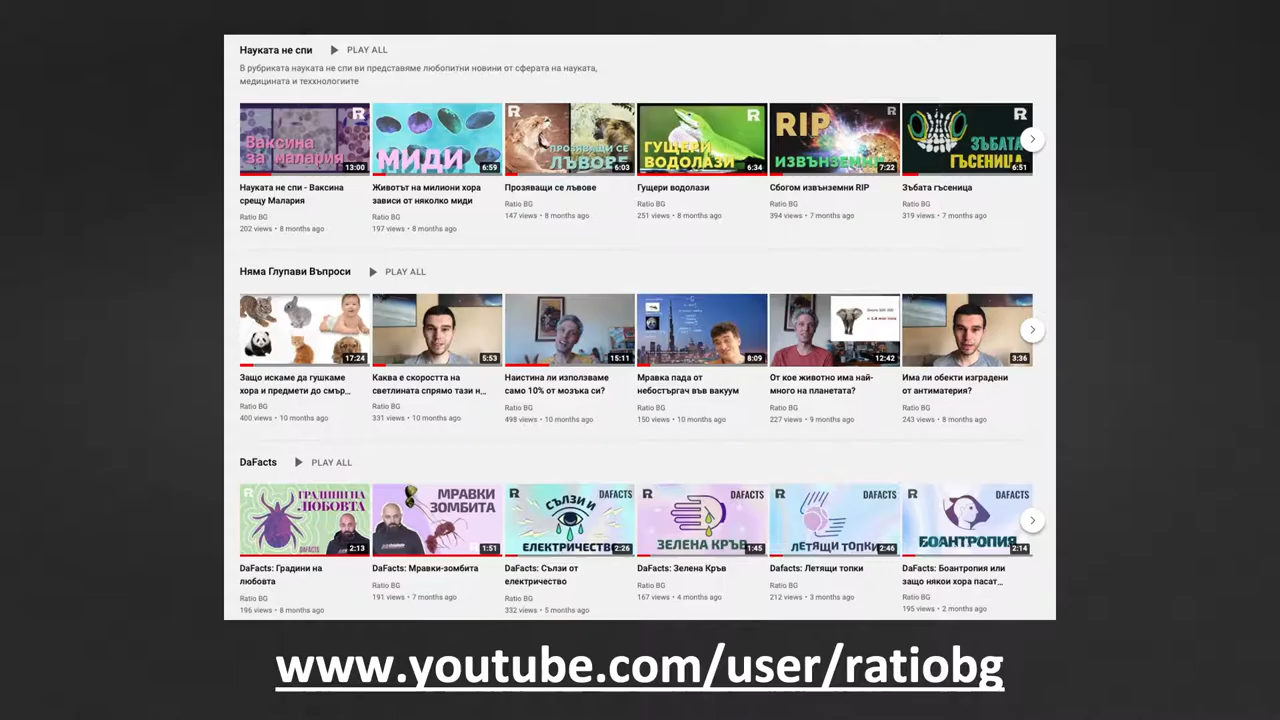 Науката не спи PLAY ALL
В рубриката науката не спи ви представяме любопитни новини от сферата на науката,
медицината и теххнологиите
R
Ваксина
за малария
13:00
МИДИ
6:59
R
ПРОЗЯВАЩИ СЕ
ЛЪВОВЕ
6:03
R
ГУЩЕРИ
ВОДОЛАЗИ
6:34
R
RIP
ИЗВЪНЗЕМНИ
7:22
ЗЪБАТА
ГЪСЕНИЦА
6:51
Науката не спи - Ваксина
срещу Малария
Ratio BG
202 views • 8 months ago
Животът на милиони хора
зависи от няколко миди
Ratio BG
197 views • 8 months ago
Прозяващи се лъвове
Ratio BG
147 views • 8 months ago
Гущери водолази
Ratio BG
251 views • 8 months ago
Сбогом извънземни RIP
Ratio BG
394 views • 7 months ago
Зъбата гъсеница
Ratio BG
319 views • 7 months ago
Няма Глупави Въпроси PLAY ALL
17:24
5:53
15:11
8:09
12:42
3:36
Защо искаме да гушкаме
хора и предмети до смър...
Ratio BG
400 views • 10 months ago
Каква е скоростта на
светлината спрямо тази н...
Ratio BG
331 views • 10 months ago
Наистина ли използваме
само 10% от мозъка си?
Ratio BG
498 views • 10 months ago
Мравка пада от
небостъргач във вакуум
Ratio BG
150 views • 10 months ago
От кое животно има най-
много на планетата?
Ratio BG
227 views • 9 months ago
Има ли обекти изградени
от антиматерия?
Ratio BG
243 views • 8 months ago
DaFacts PLAY ALL
R
ГРАДИНИ НА
ЛЮБОВТА
DAFACTS
2:13
МРАВКИ
ЗОМБИТА
1:51
R DAFACTS
СЪЛЗИ И
ЕЛЕКТРИЧЕСТВО
2:26
R DAFACTS
ЗЕЛЕНА КРЪВ
1:45
R DAFACTS
ЛЕТЯЩИ ТОПКИ
2:46
R DAFACTS
БОАНТРОПИЯ
2:14
DaFacts: Градини на
любовта
Ratio BG
196 views • 8 months ago
DaFacts: Мравки-зомбита
Ratio BG
191 views • 7 months ago
DaFacts: Сълзи от
електричество
Ratio BG
332 views • 5 months ago
DaFacts: Зелена Кръв
Ratio BG
167 views • 4 months ago
Dafacts: Летящи топки
Ratio BG
212 views • 3 months ago
DaFacts: Боантропия или
защо някои хора пасат...
Ratio BG
195 views • 2 months ago
www.youtube.com/user/ratiobg